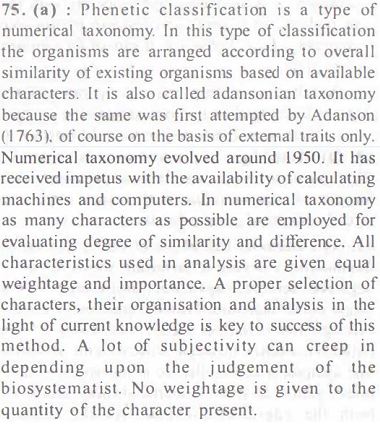 75. (a) : Phenetic classification is a type of
numerical taxonomy. In this type of classification
the organisms are arranged according to overall
similarity of existing organisms based on available
characters. It is also called adansonian taxonomy
because the same was first attempted by Adanson
(1763), of course on the basis of external traits only.
Numerical taxonomy evolved around 1950. It has
received impetus with the availability of calculating
machines and computers. In numerical taxonomy
as many characters as possible are employed for
evaluating degree of similarity and difference. All
characteristics used in analysis are given equal
weightage and importance. A proper selection of
characters, their organisation and analysis in the
light of current knowledge is key to success of this
method. A lot of subjectivity can creep in
depending upon the judgement of the
biosystematist. No weightage is given to the
quantity of the character present.